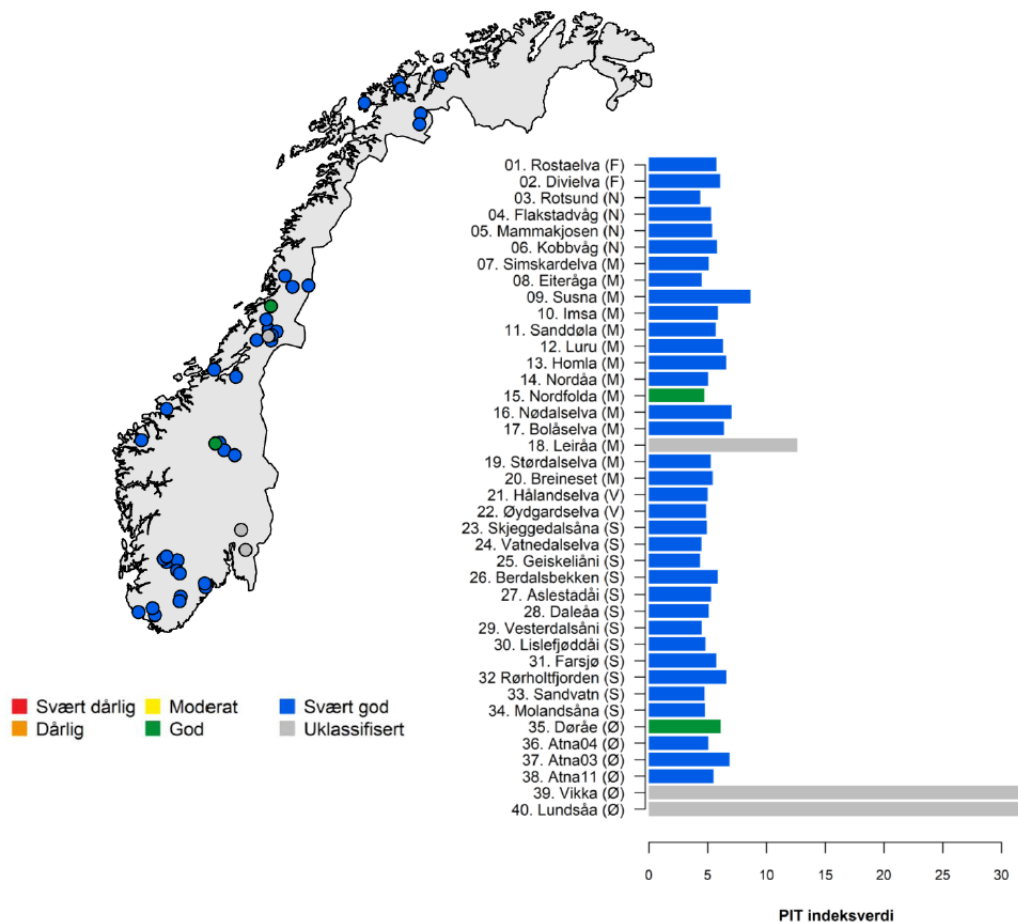 01. Rostaelva (F)
02. Divielva (F)
03. Rotsund (N)
04. Flakstadvåg (N)
05. Mammakjosen (N)
06. Kobbvåg (N)
07. Simskardelva (M)
08. Eiteråga (M)
09. Susna (M)
10. Imsa (M)
11. Sanddøla (M)
12. Luru (M)
13. Homla (M)
14. Nordåa (M)
15. Nordfolda (M)
16. Nødalselva (M)
17. Bolåselva (M)
18. Leiråa (M)
19. Størdalselva (M)
20. Breineset (M)
21. Hålandselva (V)
22. Øydgardselva (V)
23. Skjeggedalsåna (S)
24. Vatnedalselva (S)
25. Geiskeliåni (S)
26. Berdalsbekken (S)
27. Aslestadåi (S)
28. Daleåa (S)
29. Vesterdalsåni (S)
30. Lislefjøddåi (S)
31. Farsjø (S)
32 Rørholtfjorden (S)
33. Sandvatn (S)
34. Molandsåna (S)
35. Døråe (Ø)
36. Atna04 (Ø)
37. Atna03 (Ø)
38. Atna11 (Ø)
39. Vikka (Ø)
40. Lundsåa (Ø)
0 5 10 15 20 25 30
PIT indeksverdi
Svært dårlig Moderat Svært god
Dårlig God Uklassifisert